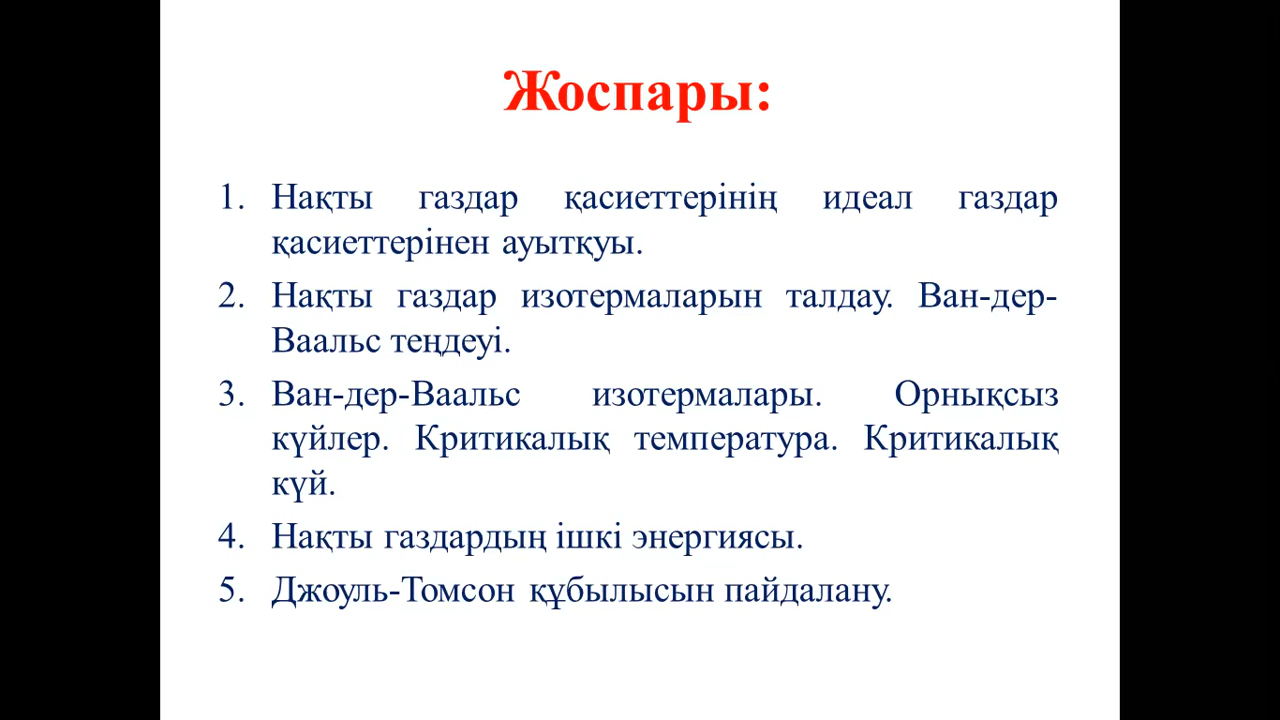 Жоспары:
1. Нақты газдар қасиеттерінің идеал газдар
қасиеттерінен ауытқуы.
2. Нақты газдар изотермаларын талдау. Ван-дер-
Ваальс теңдеуі.
3. Ван-дер-Ваальс изотермалары. Орнықсыз
күйлер. Критикалық температура. Критикалық
күй.
4. Нақты газдардың ішкі энергиясы.
5. Джоуль-Томсон құбылысын пайдалану.